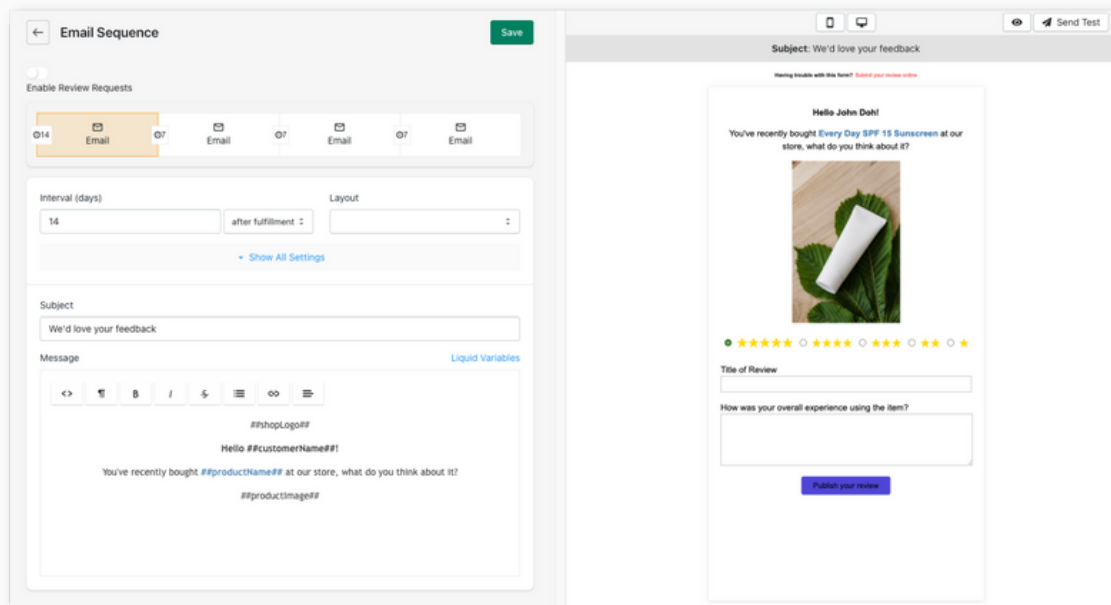 Email Sequence
Save
Enable Review Requests
14
Email
7
Email
7
Email
7
Email
Interval (days)
Layout
14
after fulfillment
Show All Settings
Subject
We'd love your feedback
Message
Liquid Variables
##shopLogo##
Hello ##customerName##!
You've recently bought ##productName## at our store, what do you think about it?
##productImage##
Send Test
Subject: We'd love your feedback
Having trouble with this form? Submit your review online
Hello John Doh!
You've recently bought Every Day SPF 15 Sunscreen at our
store, what do you think about it?
Title of Review
How was your overall experience using the item?
Publish your review